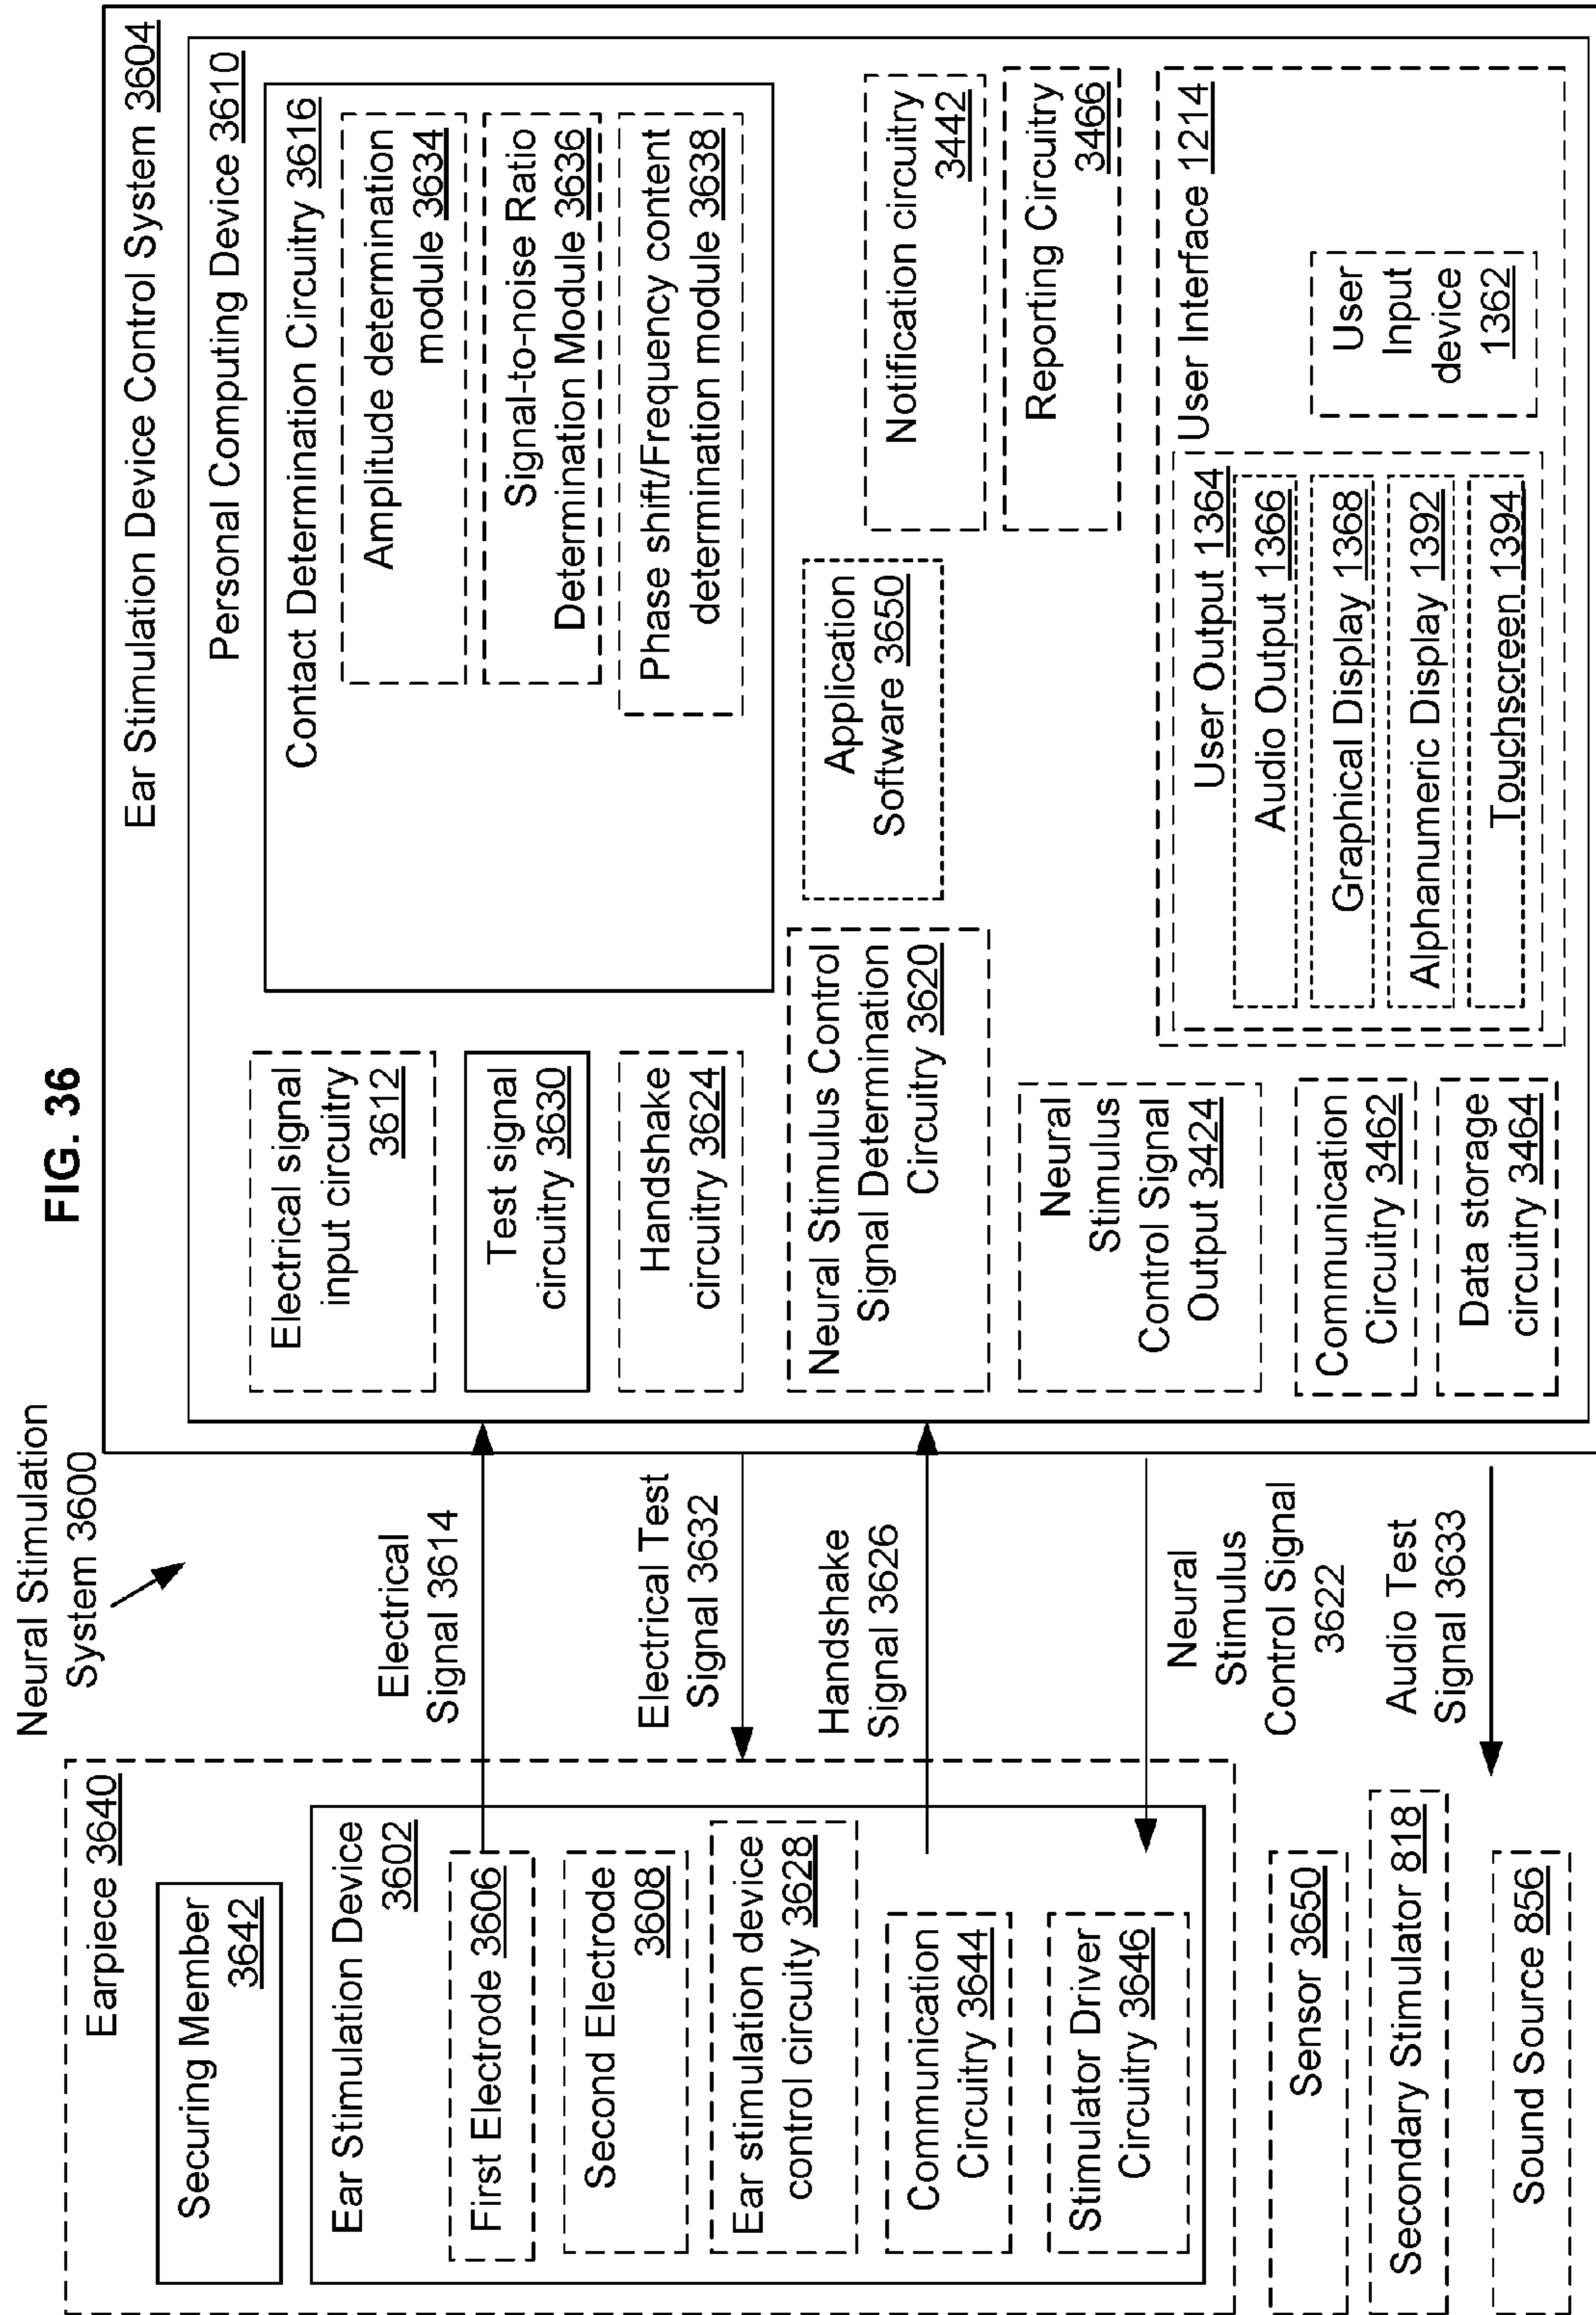 FIG. 36
Neural Stimulation
System 3600
Earpiece 3640
Securing Member
3642
Ear Stimulation Device
3602
First Electrode 3606
Second Electrode
3608
Ear stimulation device
control circuity 3628
Communication
Circuitry 3644
Stimulator Driver
Circuitry 3646
Sensor 3650
Secondary Stimulator 818
Sound Source 856
Electrical
Signal 3614
Electrical Test
Signal 3632
Handshake
Signal 3626
Neural
Stimulus
Control Signal
3622
Audio Test
Signal 3633
Ear Stimulation Device Control System 3604
Personal Computing Device 3610
Electrical signal
input circuitry
3612
Test signal
circuitry 3630
Handshake
circuitry 3624
Neural Stimulus Control
Signal Determination
Circuitry 3620
Neural
Stimulus
Control Signal
Output 3424
Communication
Circuitry 3462
Data storage
circuitry 3464
Contact Determination Circuitry 3616
Amplitude determination
module 3634
Signal-to-noise Ratio
Determination Module 3636
Phase shift/Frequency content
determination module 3638
Application
Software 3650
Notification circuitry
3442
Reporting Circuitry
3466
User Interface 1214
User Output 1364
Audio Output 1366
Graphical Display 1368
Alphanumeric Display 1392
Touchscreen 1394
User
Input
device
1362